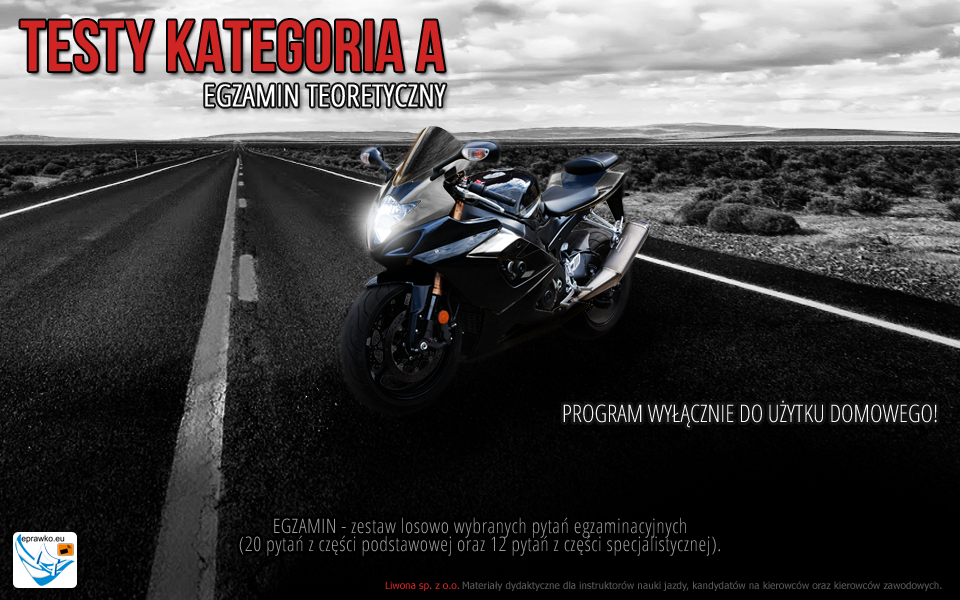 TESTY KATEGORIA A
EGZAMIN TEORETYCZNY
PROGRAM WYŁĄCZNIE DO UŻYTKU DOMOWEGO!
EGZAMIN - zestaw losowo wybranych pytań egzaminacyjnych
(20 pytań z części podstawowej oraz 12 pytań z części specjalistycznej).
eprawko.eu
Liwona sp. z o.o. Materiały dydaktyczne dla instruktorów nauki jazdy, kandydatów na kierowców oraz kierowców zawodowych.